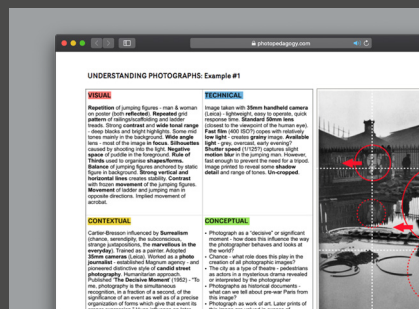 photopedagogy.com
UNDERSTANDING PHOTOGRAPHS: Example #1
VISUAL
Repetition of jumping figures - man & woman
on poster (both reflected). Repeated grid
pattern of railings/scaffolding and ladder
treads. Strong contrast and wide tonal range
- deep blacks and bright highlights. Some mid
tones mainly in the background. Wide angle
lens - most of the image in focus. Silhouettes
caused by shooting into the light. Negative
space of puddle in the foreground. Rule of
Thirds used to organise shapes/forms.
Balance of jumping figures anchored by static
figure in background. Strong vertical and
horizontal lines creates stability. Contrast
with frozen movement of the jumping figures.
Movement of ladder and jumping man in
opposite directions. Implied movement of
acrobat.
TECHNICAL
Image taken with 35mm handheld camera
(Leica) - lightweight, easy to operate, quick
response time. Standard 50mm lens
(closest to the viewpoint of the human eye).
Fast film (400 ISO?) copes with relatively
low light - creates grainy image. Available
light - grey, overcast, early evening?
Shutter speed (1/125?) captures slight
motion blur in the jumping man. However,
fast enough to prevent the need for a tripod.
Image printed to reveal some shadow
detail and range of tones. Un-cropped.
CONTEXTUAL
Cartier-Bresson influenced by Surrealism
(chance, serendipity, the subconscious,
strange juxtapositions, the marvellous in the
everyday). Trained as a painter. Adopted
35mm cameras (Leica). Worked as a photo
journalist - established Magnum agency - and
pioneered distinctive style of candid street
photography. Humanitarian approach.
Published 'The Decisive Moment' (1952) - "To
me, photography is the simultaneous
recognition, in a fraction of a second, of the
significance of an event as well as of a precise
organization of forms which give that event its
CONCEPTUAL
• Photograph as a "decisive" or significant
moment - how does this influence the way
the photographer behaves and looks at
the world?
• Chance - what role does this play in the
creation of all photographic images?
• The city as a type of theatre - pedestrians
as actors in a mysterious drama revealed
or interpreted by the photographer
• Photographs as historical documents -
what can we tell about pre-war Paris from
this image?
• Photograph as work of art. Later prints of